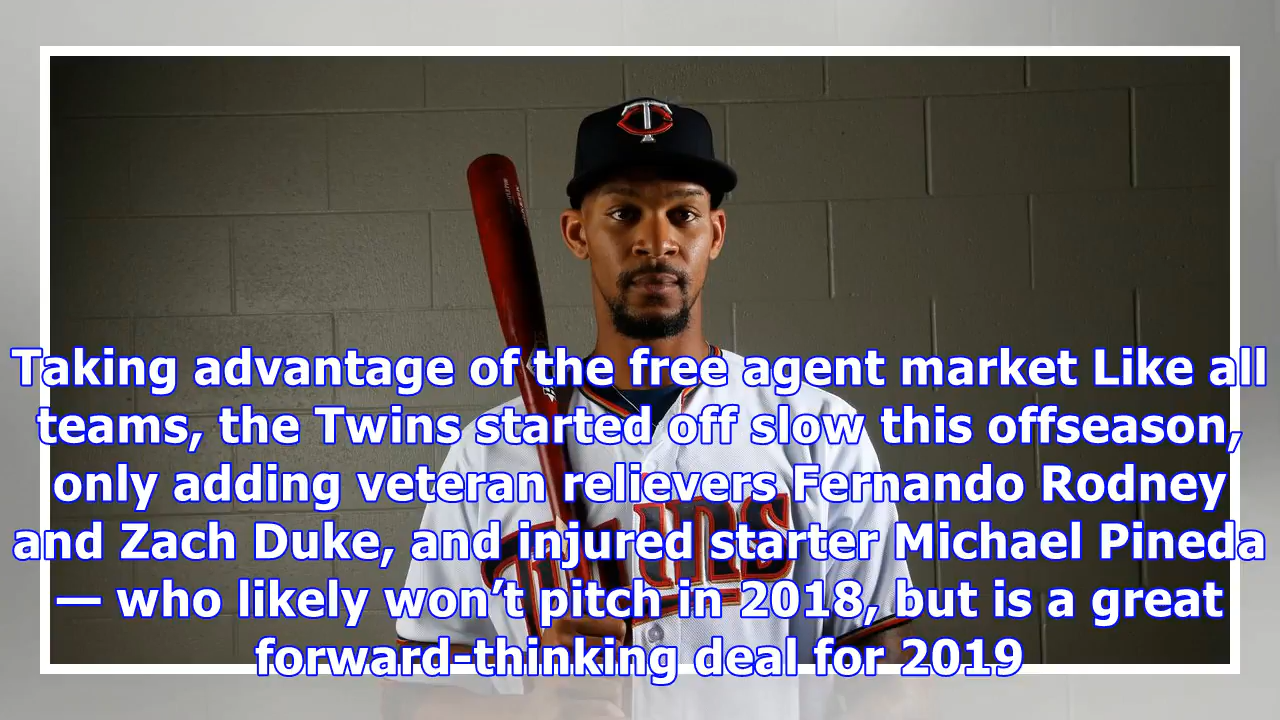 TC
Taking advantage of the free agent market Like all
teams, the Twins started off slow this offseason,
only adding veteran relievers Fernando Rodney
and Zach Duke, and injured starter Michael Pineda
— who likely won’t pitch in 2018, but is a great
forward-thinking deal for 2019
Twins